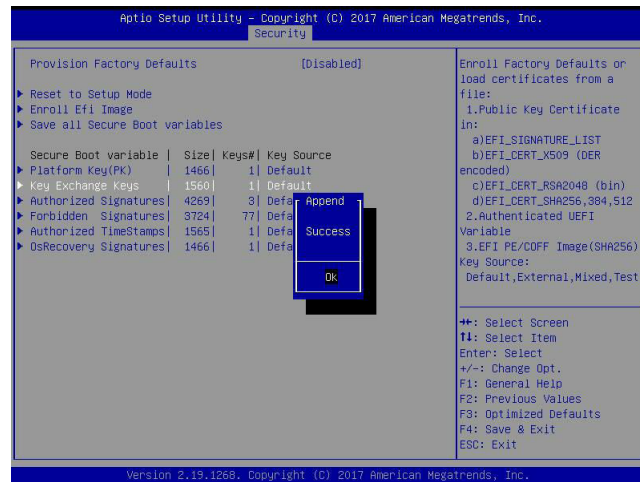 Aptio Setup Utility – Copyright (C) 2017 American Megatrends, Inc.
Security
Provision Factory Defaults [Disabled]
Reset to Setup Mode
Enroll Efi Image
Save all Secure Boot variables
Secure Boot variable | Size| Keys#| Key Source
Platform Key(PK) | 1466| 1| Default
Key Exchange Keys | 1560| 1| Default
Authorized Signatures| 4269| 3| Defa
Forbidden Signatures| 3724| 77| Defa
Authorized TimeStamps| 1565| 1| Defa
OsRecovery Signatures| 1466| 1| Defa
Append
Success
Ok
Enroll Factory Defaults or
load certificates from a
file:
1.Public Key Certificate
in:
a)EFI_SIGNATURE_LIST
b)EFI_CERT_X509 (DER
encoded)
c)EFI_CERT_RSA2048 (bin)
d)EFI_CERT_SHA256,384,512
2.Authenticated UEFI
Variable
3.EFI PE/COFF Image(SHA256)
Key Source:
Default,External,Mixed,Test
→←: Select Screen
↑↓: Select Item
Enter: Select
+/-: Change Opt.
F1: General Help
F2: Previous Values
F3: Optimized Defaults
F4: Save & Exit
ESC: Exit
Version 2.19.1268. Copyright (C) 2017 American Megatrends, Inc.